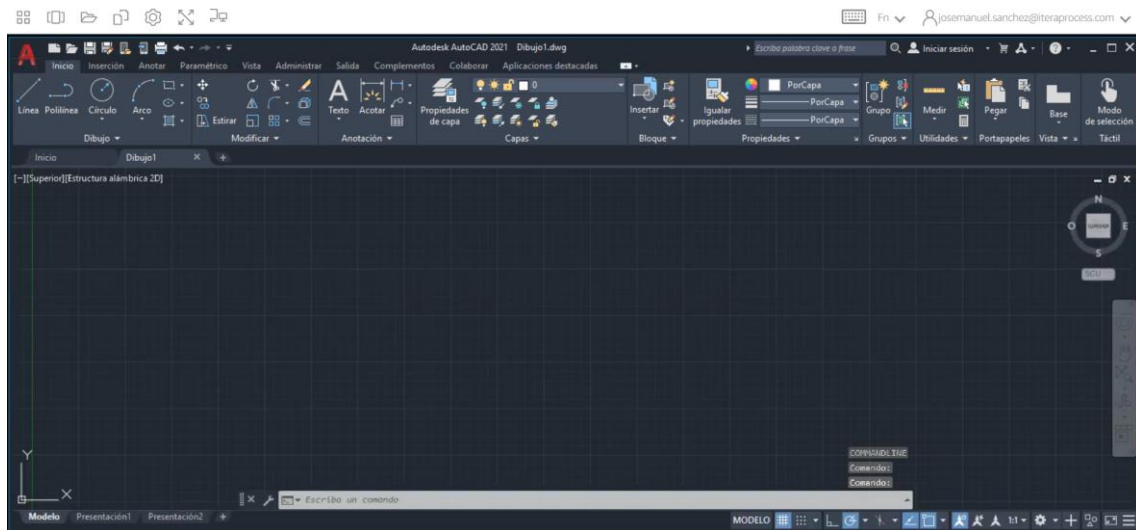 Fn josemanuel.sanchez@iteraprocess.com
Autodesk AutoCAD 2021 Dibujo1.dwg
Escriba palabra clave o frase
Iniciar sesión
Inicio Inserción Anotar Paramétrico Vista Administrar Salida Complementos Colaborar Aplicaciones destacadas
0
PorCapa
PorCapa
PorCapa
Línea Polilínea Círculo Arco
Estirar
Texto Acotar
Propiedades de capa
Insertar
Igualar propiedades
Grupo
Medir
Pegar
Base
Modo de selección
Dibujo Modificar Anotación Capas Bloque Propiedades Grupos Utilidades Portapapeles Vista Táctil
Inicio Dibujo1
[−][Superior][Estructura alámbrica 2D]
N
O SUPERIOR E
S
SCU
COMMANDLINE
Comando:
Comando:
Y
X
Escriba un comando
Modelo Presentación1 Presentación2 +
MODELO 1:1